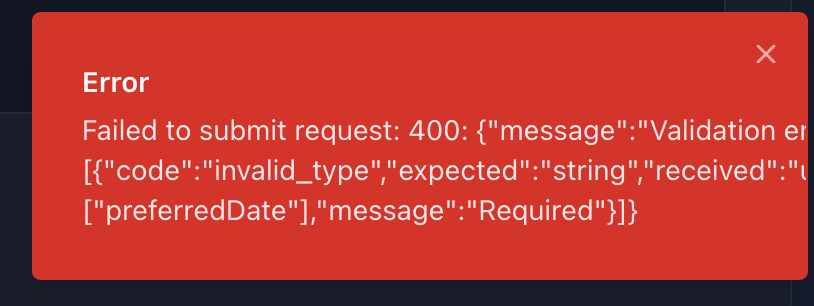 Error
Failed to submit request: 400: {"message":"Validation
[{"code":"invalid_type","expected":"string","received":"
["preferredDate"],"message":"Required"}]}